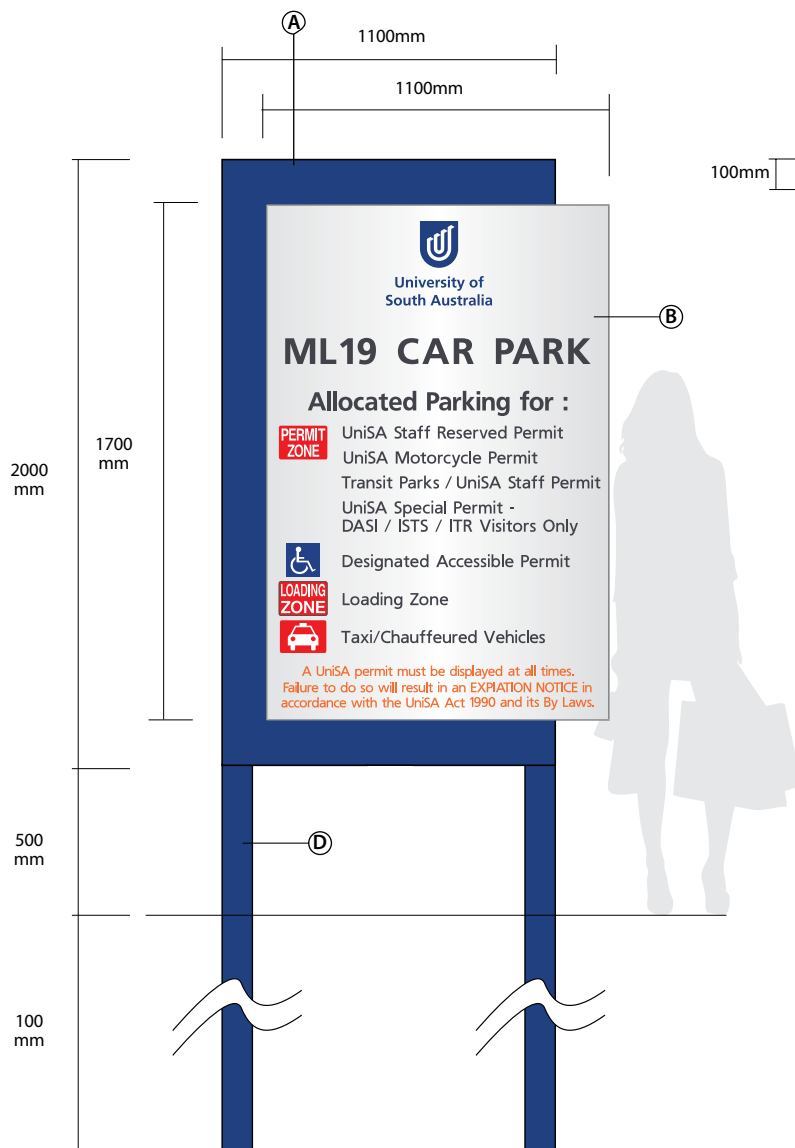 A
1100mm
1100mm
100mm
University of
South Australia
B
ML19 CAR PARK
Allocated Parking for :
PERMIT
ZONE
UniSA Staff Reserved Permit
UniSA Motorcycle Permit
Transit Parks / UniSA Staff Permit
UniSA Special Permit -
DASI / ISTS / ITR Visitors Only
1700
mm
2000
mm
Designated Accessible Permit
LOADING
ZONE
Loading Zone
Taxi/Chauffeured Vehicles
A UniSA permit must be displayed at all times.
Failure to do so will result in an EXPIATION NOTICE in
accordance with the UniSA Act 1990 and its By Laws.
500
mm
D
100
mm